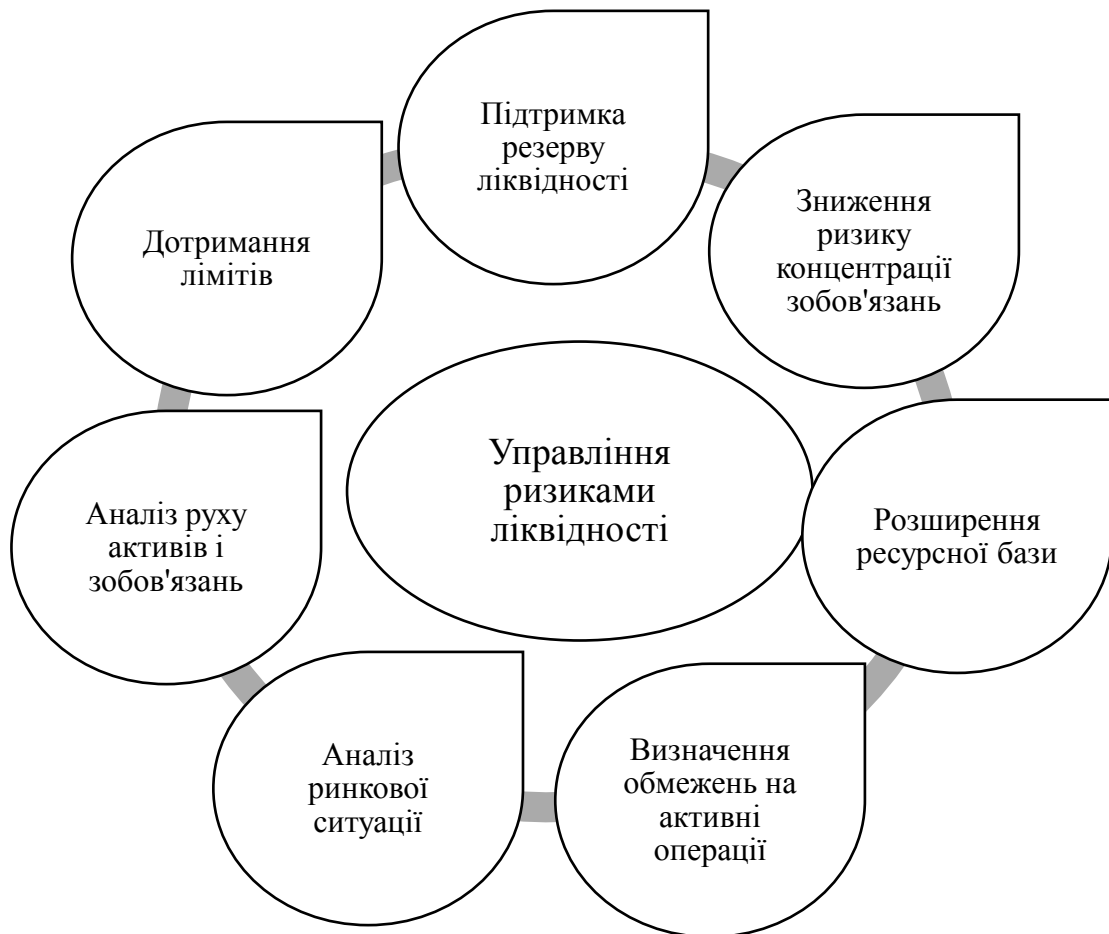 Підтримка
резерву
ліквідності
Зниження
ризику
концентрації
зобов'язань
Розширення
ресурсної бази
Визначення
обмежень на
активні
операції
Аналіз
ринкової
ситуації
Аналіз руху
активів і
зобов'язань
Дотримання
лімітів
Управління
ризиками
ліквідності